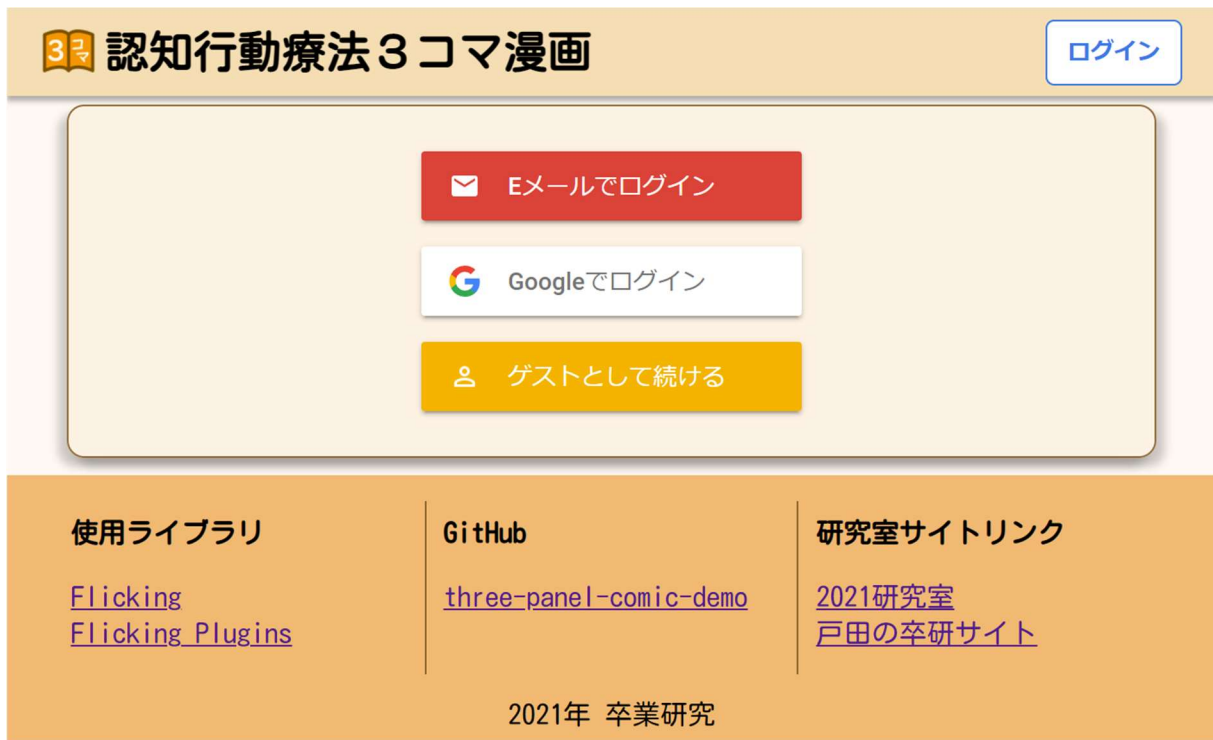 3コマ 認知行動療法３コマ漫画
ログイン
Eメールでログイン
Googleでログイン
ゲストとして続ける
使用ライブラリ
Flicking
Flicking Plugins
GitHub
three-panel-comic-demo
研究室サイトリンク
2021研究室
戸田の卒研サイト
2021年 卒業研究